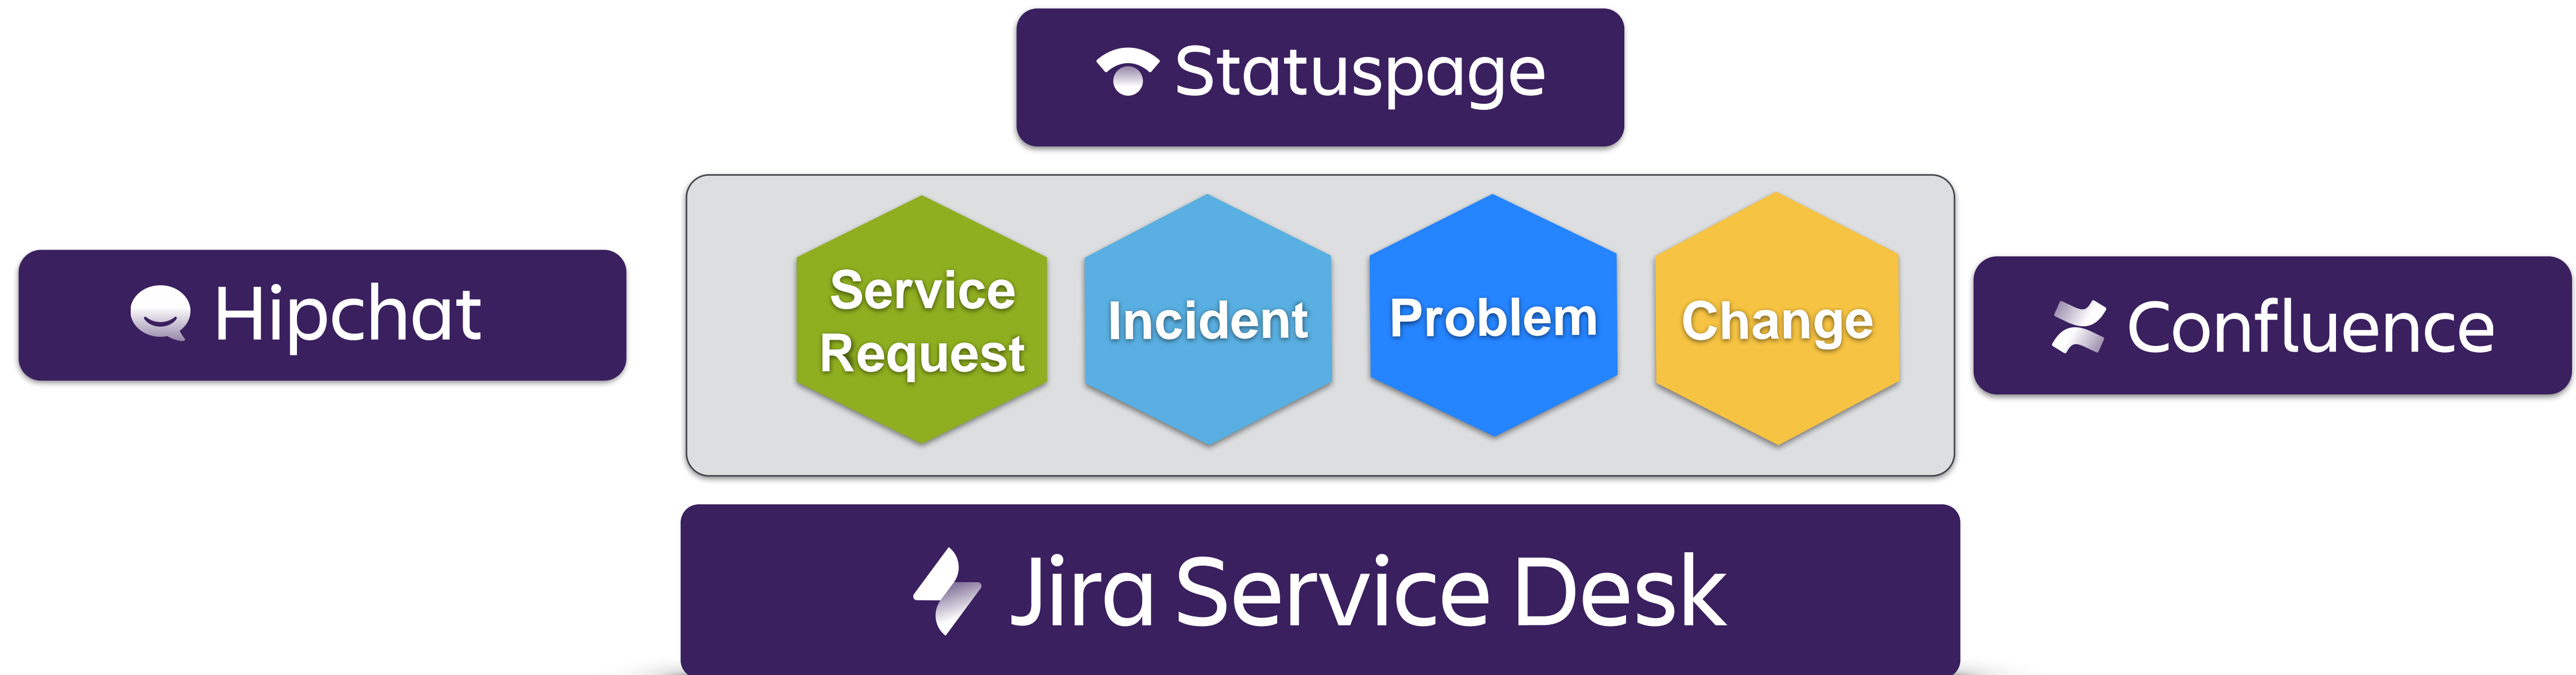 Statuspage
Hipchat
Service
Request
Incident
Problem
Change
Confluence
Jira Service Desk